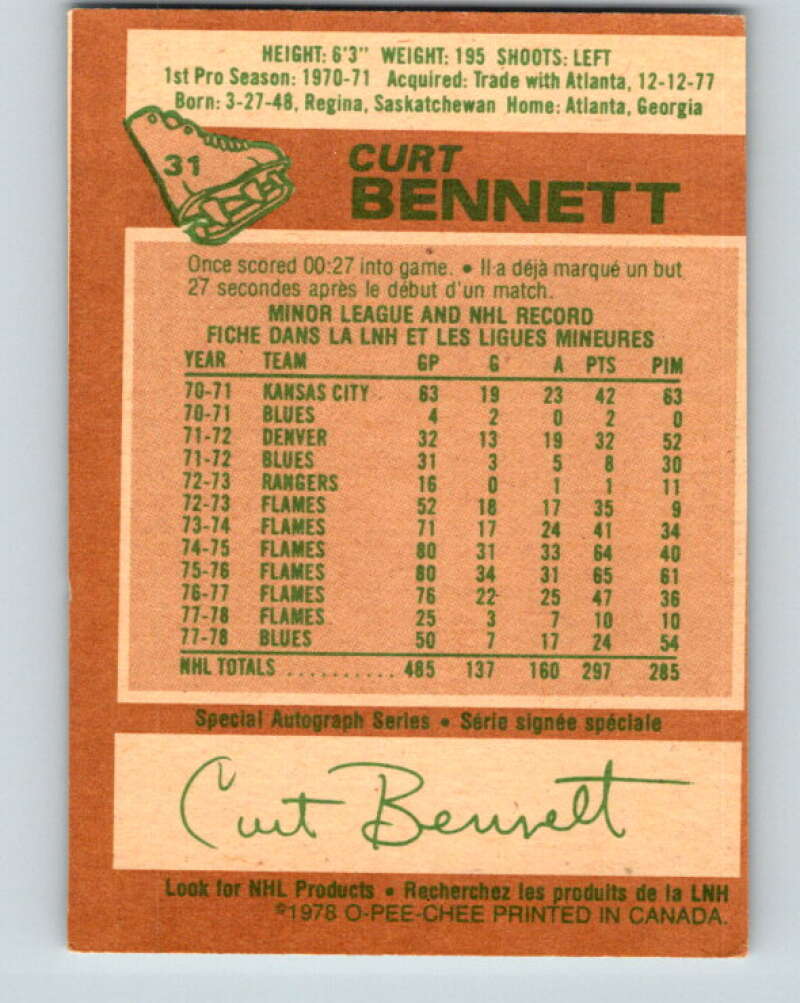 HEIGHT: 6'3" WEIGHT: 195 SHOOTS: LEFT
1st Pro Season: 1970-71 Acquired: Trade with Atlanta, 12-12-77
Born: 3-27-48, Regina, Saskatchewan Home: Atlanta, Georgia
31
CURT
BENNETT
Once scored 00:27 into game. • Il a déjà marqué un but
27 secondes après le début d'un match.
MINOR LEAGUE AND NHL RECORD
FICHE DANS LA LNH ET LES LIGUES MINEURES
YEAR TEAM GP G A PTS PIM
70-71 KANSAS CITY 63 19 23 42 63
70-71 BLUES 4 2 0 2 0
71-72 DENVER 32 13 19 32 52
71-72 BLUES 31 3 5 8 30
72-73 RANGERS 16 0 1 1 11
72-73 FLAMES 52 18 17 35 9
73-74 FLAMES 71 17 24 41 34
74-75 FLAMES 80 31 33 64 40
75-76 FLAMES 80 34 31 65 61
76-77 FLAMES 76 22 25 47 36
77-78 FLAMES 25 3 7 10 10
77-78 BLUES 50 7 17 24 54
NHL TOTALS .......... 485 137 160 297 285
Special Autograph Series • Série signée spéciale
Curt Bennett
Look for NHL Products • Recherchez les produits de la LNH
©1978 O-PEE-CHEE PRINTED IN CANADA.